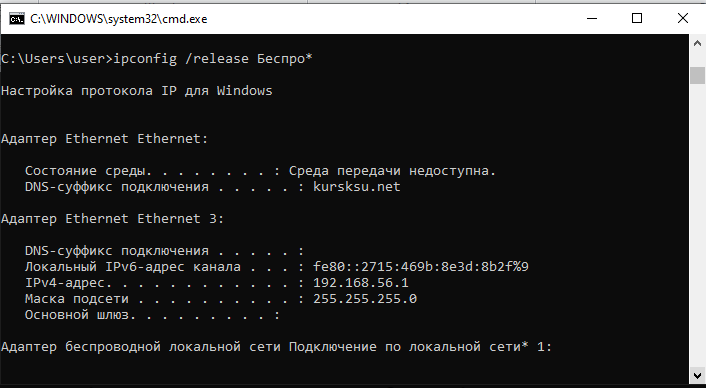 C:\WINDOWS\system32\cmd.exe
C:\Users\user>ipconfig /release Беспро*
Настройка протокола IP для Windows
Адаптер Ethernet Ethernet:
Состояние среды. . . . . . . . : Среда передачи недоступна.
DNS-суффикс подключения . . . . . : kursksu.net
Адаптер Ethernet Ethernet 3:
DNS-суффикс подключения . . . . . :
Локальный IPv6-адрес канала . . . : fe80::2715:469b:8e3d:8b2f%9
IPv4-адрес. . . . . . . . . . . . : 192.168.56.1
Маска подсети . . . . . . . . . . : 255.255.255.0
Основной шлюз. . . . . . . . . :
Адаптер беспроводной локальной сети Подключение по локальной сети* 1: